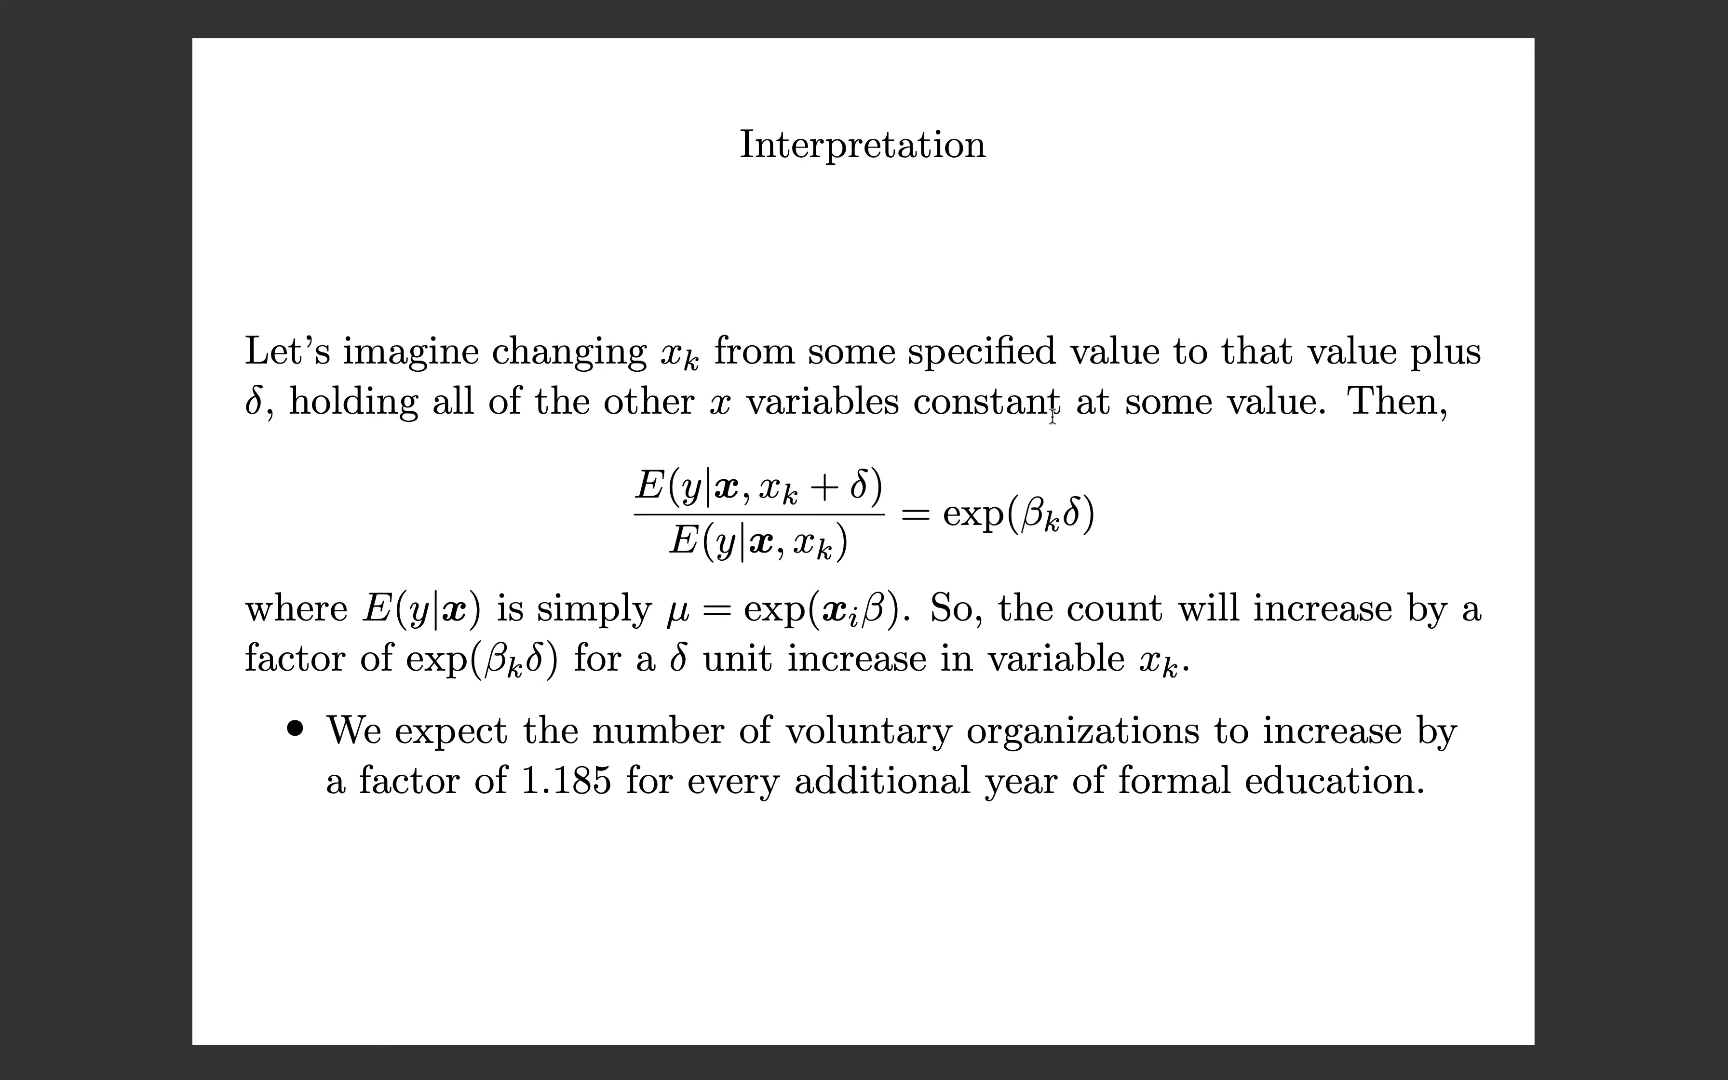 Interpretation
Let's imagine changing xₖ from some specified value to that value plus
δ, holding all of the other x variables constant at some value. Then,
E(y|x, xₖ + δ) / E(y|x, xₖ) = exp(βₖδ)
where E(y|x) is simply μ = exp(xᵢβ). So, the count will increase by a
factor of exp(βₖδ) for a δ unit increase in variable xₖ.
• We expect the number of voluntary organizations to increase by
a factor of 1.185 for every additional year of formal education.